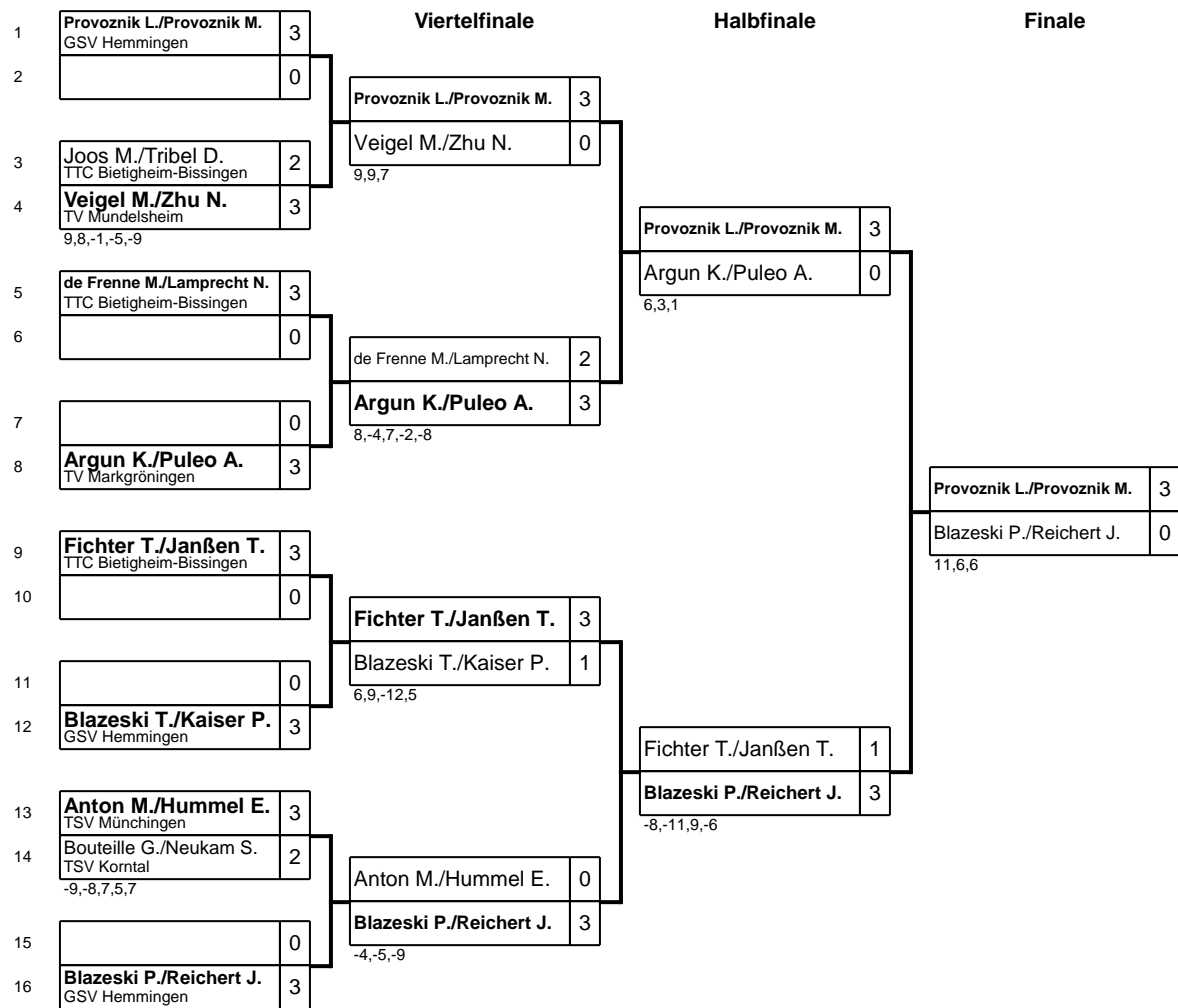 Viertelfinale
Halbfinale
Finale
1
Provoznik L./Provoznik M.
3
GSV Hemmingen
2
0
3
Joos M./Tribel D.
2
TTC Bietigheim-Bissingen
4
Veigel M./Zhu N.
3
TV Mundelsheim
9,8,-1,-5,-9
5
de Frenne M./Lamprecht N.
3
TTC Bietigheim-Bissingen
6
0
7
0
8
Argun K./Puleo A.
3
TV Markgröningen
9
Fichter T./Janßen T.
3
TTC Bietigheim-Bissingen
10
0
11
0
12
Blazeski T./Kaiser P.
3
GSV Hemmingen
13
Anton M./Hummel E.
3
TSV Münchingen
14
Bouteille G./Neukam S.
2
TSV Korntal
-9,-8,7,5,7
15
0
16
Blazeski P./Reichert J.
3
GSV Hemmingen
Provoznik L./Provoznik M.
3
Veigel M./Zhu N.
0
9,9,7
de Frenne M./Lamprecht N.
2
Argun K./Puleo A.
3
8,-4,7,-2,-8
Fichter T./Janßen T.
3
Blazeski T./Kaiser P.
1
6,9,-12,5
Anton M./Hummel E.
0
Blazeski P./Reichert J.
3
-4,-5,-9
Provoznik L./Provoznik M.
3
Argun K./Puleo A.
0
6,3,1
Fichter T./Janßen T.
1
Blazeski P./Reichert J.
3
-8,-11,9,-6
Provoznik L./Provoznik M.
3
Blazeski P./Reichert J.
0
11,6,6